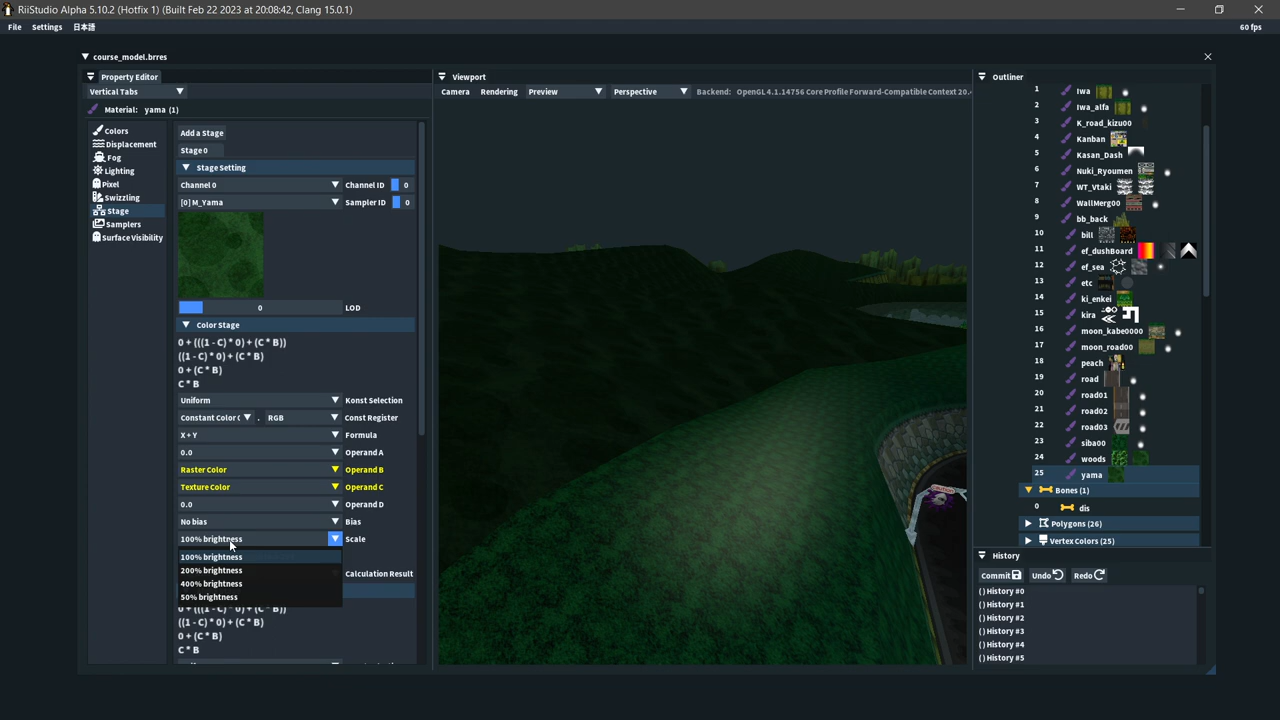 RiiStudio Alpha 5.10.2 (Hotfix 1) (Built Feb 22 2023 at 20:08:42, Clang 15.0.1)
File Settings 日本語 60 fps
course_model.brres
Property Editor
Vertical Tabs
Material: yama (1)
Colors
Displacement
Fog
Lighting
Pixel
Swizzling
Stage
Samplers
Surface Visibility
Add a Stage
Stage 0
Stage Setting
Channel 0 Channel ID 0
[0] M_Yama Sampler ID 0
0 LOD
Color Stage
0 + (((1 - C) * 0) + (C * B))
((1 - C) * 0) + (C * B)
0 + (C * B)
C * B
Uniform Konst Selection
Constant Color ( . RGB Const Register
X + Y Formula
0.0 Operand A
Raster Color Operand B
Texture Color Operand C
0.0 Operand D
No bias Bias
100% brightness Scale
100% brightness
200% brightness
400% brightness
50% brightness
Calculation Result
0 + (((1 - C) * 0) + (C * B))
((1 - C) * 0) + (C * B)
0 + (C * B)
C * B
Viewport
Camera Rendering Preview Perspective Backend: OpenGL 4.1.14756 Core Profile Forward-Compatible Context 20.
Outliner
1 Iwa
2 Iwa_alfa
3 K_road_kizu00
4 Kanban
5 Kasan_Dash
6 Nuki_Ryoumen
7 WT_Vtaki
8 WallMerg00
9 bb_back
10 bill
11 ef_dushBoard
12 ef_sea
13 etc
14 ki_enkei
15 kira
16 moon_kabe0000
17 moon_road00
18 peach
19 road
20 road01
21 road02
22 road03
23 siba00
24 woods
25 yama
Bones (1)
0 dis
Polygons (26)
Vertex Colors (25)
History
Commit Undo Redo
() History #0
() History #1
() History #2
() History #3
() History #4
() History #5